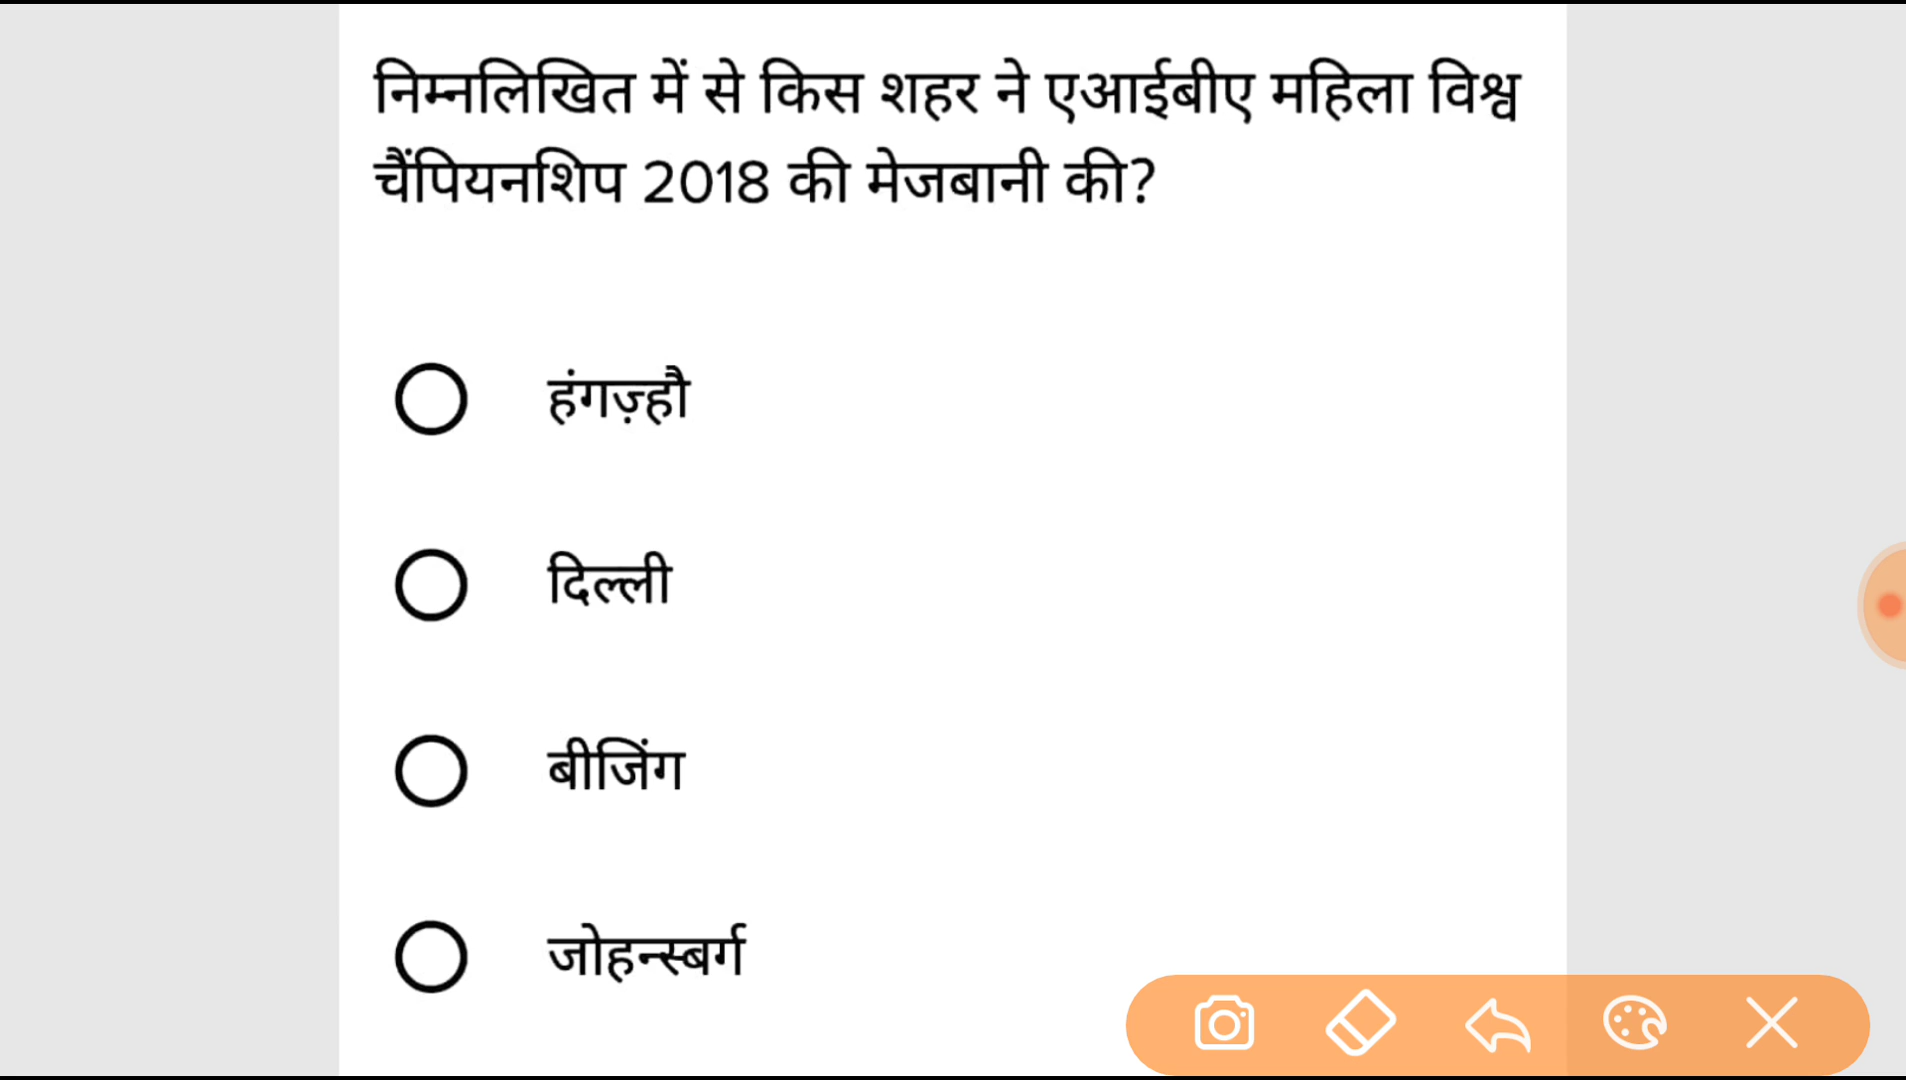 निम्नलिखित में से किस शहर ने एआईबीए महिला विश्व
चैंपियनशिप 2018 की मेजबानी की?
हंगज़्हौ
दिल्ली
बीजिंग
जोहन्स्बर्ग